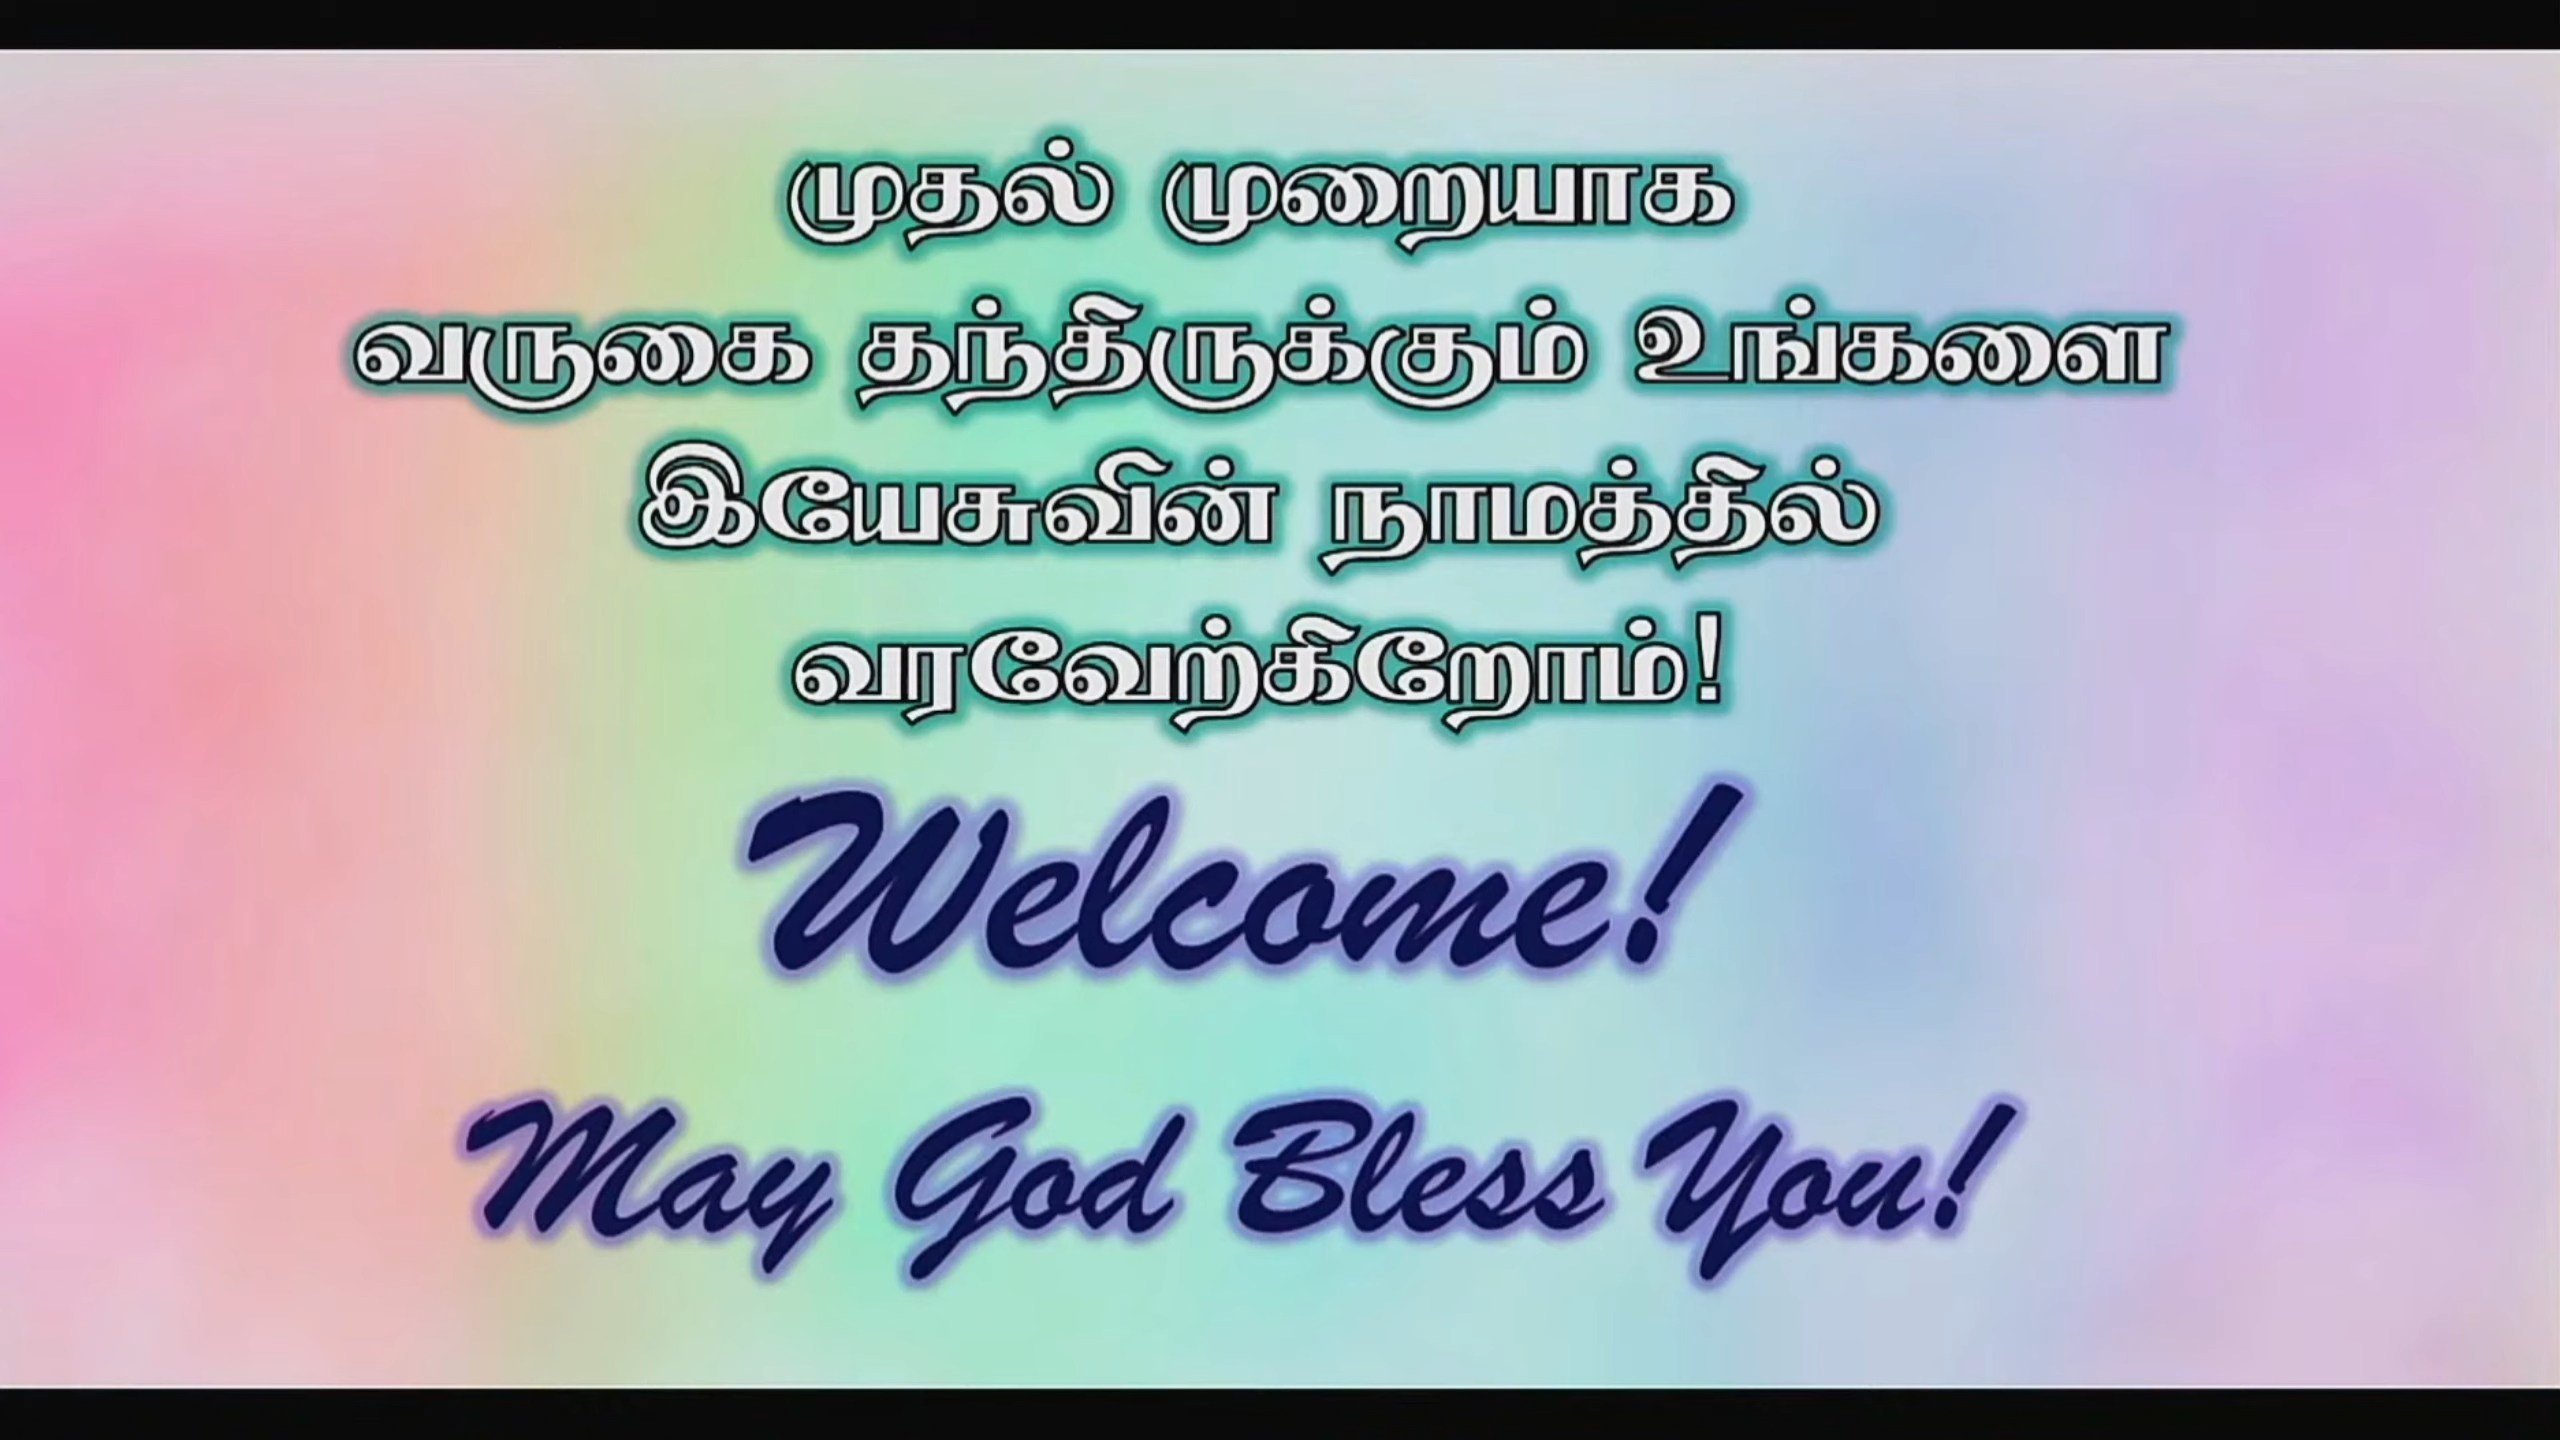 முதல் முறையாக
வருகை தந்திருக்கும் உங்களை
இயேசுவின் நாமத்தில்
வரவேற்கிறோம்!
Welcome!
May God Bless You!